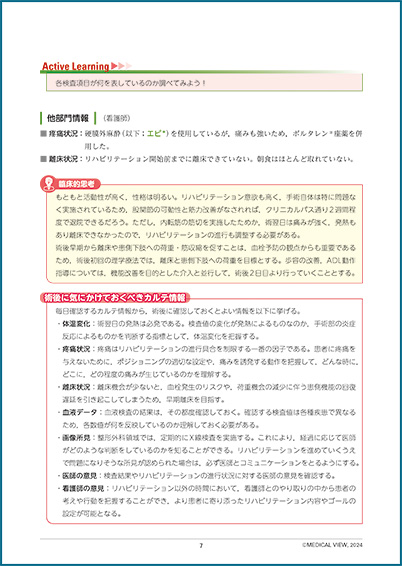 Active Learning
各検査項目が何を表しているのか調べてみよう！
他部門情報 （看護師）
■ 疼痛状況：硬膜外麻酔（以下：エピ*）を使用しているが，痛みも強いため，ボルタレン®座薬を併
用した。
■ 離床状況：リハビリテーション開始前までに離床できていない。朝食はほとんど取れていない。
臨床的思考
もともと活動性が高く，性格は明るい。リハビリテーション意欲も高く，手術自体は特に問題な
く実施されているため，股関節の可動性と筋力改善がなされれば，クリニカルパス通り2週間程
度で退院できるだろう。ただし，内転筋の筋切を実施したためか，術翌日は痛みが強く，発熱も
あり離床できなかったので，リハビリテーションの進行も調整する必要がある。
術後早期から離床や患側下肢への荷重・筋収縮を促すことは，血栓予防の観点からも重要である
ため，術後初回の理学療法では，離床と患側下肢への荷重を目標とする。歩容の改善，ADL動作
指導については，機能改善を目的とした介入と並行して，術後2日目より行っていくこととする。
術後に気にかけておくべきカルテ情報
毎日確認するカルテ情報から，術後に確認しておくとよい情報を以下に挙げる。
・体温変化：術翌日の発熱は必発である。検査値の変化が発熱によるものなのか，手術部の炎症
反応によるものかを判断する指標として，体温変化を把握する。
・疼痛状況：疼痛はリハビリテーションの進行具合を制限する一番の因子である。患者に疼痛を
与えないために，ポジショニングの適切な設定や，痛みを誘発する動作を把握して，どんな時に，
どこに，どの程度の痛みが生じているのかを理解する。
・離床状況：離床機会が少ないと，血栓発生のリスクや，荷重機会の減少に伴う患側機能の回復
遅延を引き起こしてしまうため，早期離床を目指す。
・血液データ：血液検査の結果は，その都度確認しておく。確認する検査値は各種疾患で異なる
ため，各数値が何を反映しているのか理解しておく必要がある。
・画像所見：整形外科領域では，定期的にX線検査を実施する。これにより，経過に応じて医師
がどのような判断をしているのかを知ることができる。リハビリテーションを進めていくうえ
で問題になりそうな所見が認められた場合は，必ず医師とコミュニケーションをとるようにする。
・医師の意見：検査結果やリハビリテーションの進行状況に対する医師の意見を確認する。
・看護師の意見：リハビリテーション以外の時間において，看護師とのやり取りの中から患者の
考えや行動を把握することができ，より患者に寄り添ったリハビリテーション内容やゴールの
設定が可能となる。
7
©MEDICAL VIEW, 2024